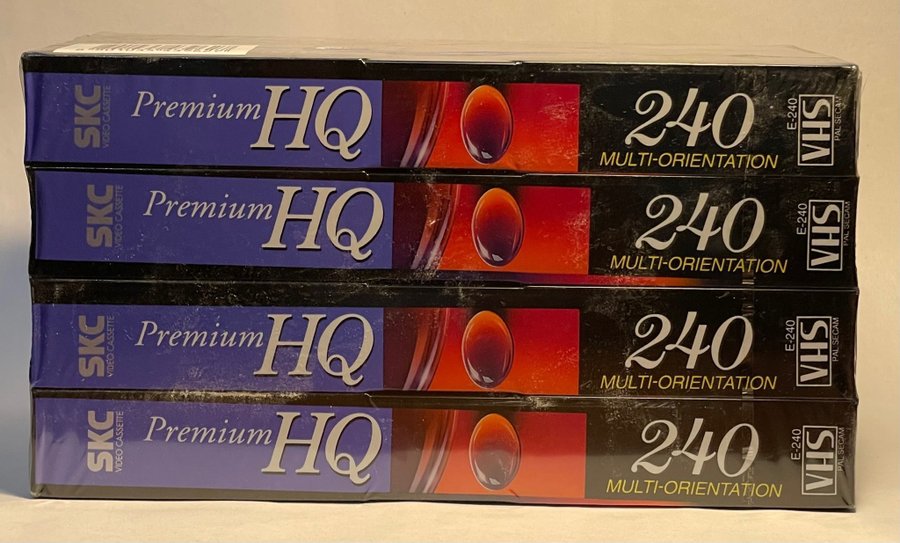 SKC
VIDEO CASSETTE
Premium HQ
240
MULTI-ORIENTATION
E-240
VHS
PAL SECAM
SKC
VIDEO CASSETTE
Premium HQ
240
MULTI-ORIENTATION
E-240
VHS
PAL SECAM
SKC
VIDEO CASSETTE
Premium HQ
240
MULTI-ORIENTATION
E-240
VHS
PAL SECAM
SKC
VIDEO CASSETTE
Premium HQ
240
MULTI-ORIENTATION
E-240
VHS
PAL SECAM